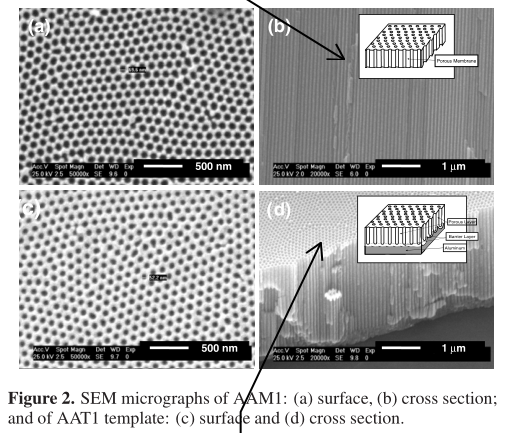 (a)
Acc.V Spot Magn Det WD Exp
25.0 kV 2.5 50000x SE 9.6 0
500 nm
(b)
Porous Membrane
Acc.V Spot Magn Det WD Exp
25.0 kV 2.0 20000x SE 6.0 0
1 µm
(c)
Acc.V Spot Magn Det WD Exp
25.0 kV 2.5 50000x SE 9.7 0
500 nm
(d)
Porous Layer
Barrier Layer
Aluminum
Acc.V Spot Magn Det WD Exp
25.0 kV 2.5 20000x SE 9.8 0
1 µm
Figure 2. SEM micrographs of AAM1: (a) surface, (b) cross section;
and of AAT1 template: (c) surface and (d) cross section.